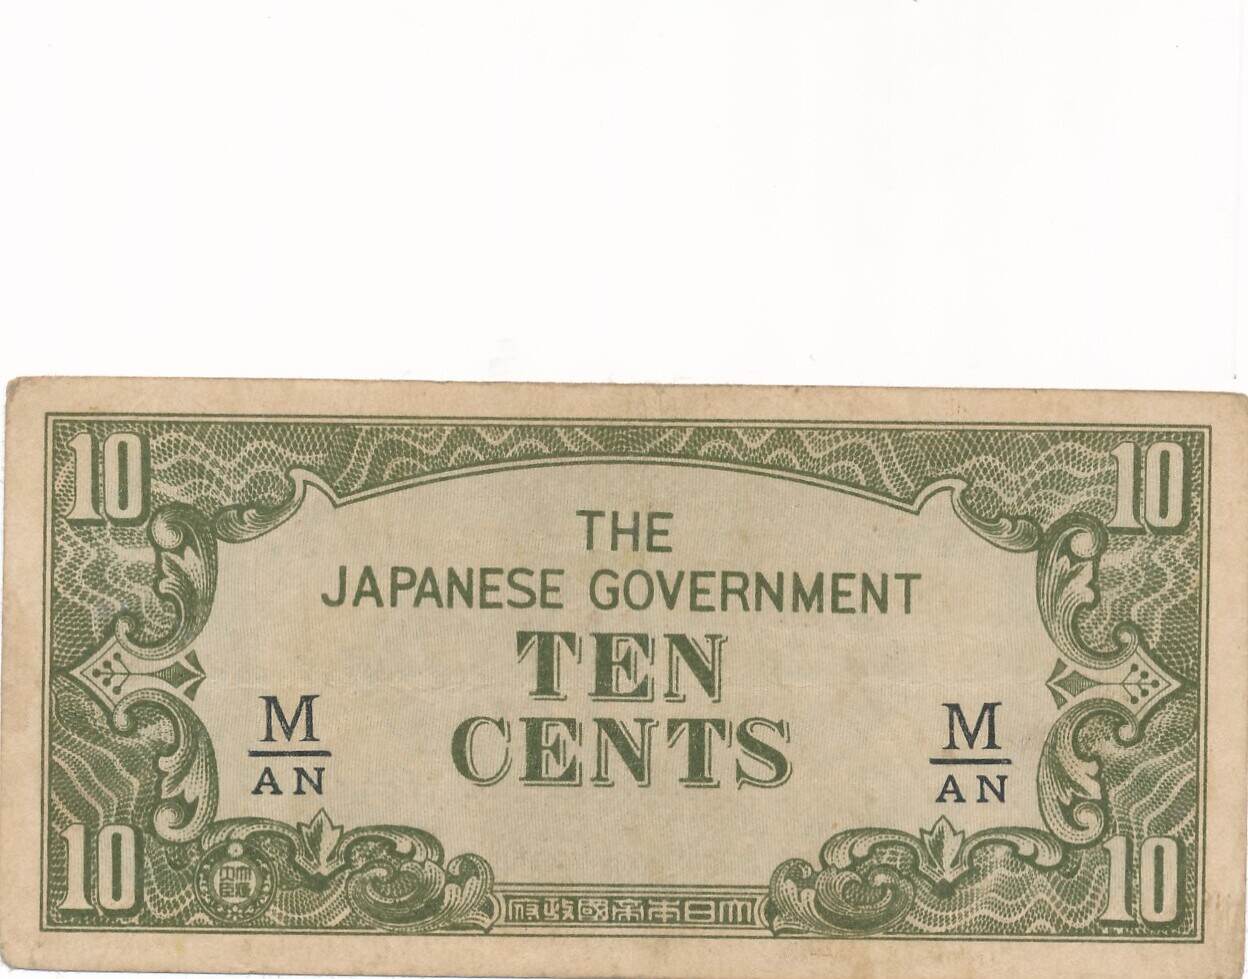 10 10
THE
JAPANESE GOVERNMENT
TEN
CENTS
M M
AN AN
10 10
府政國帝本日大